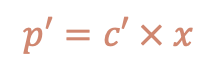 p′ = c′ × x